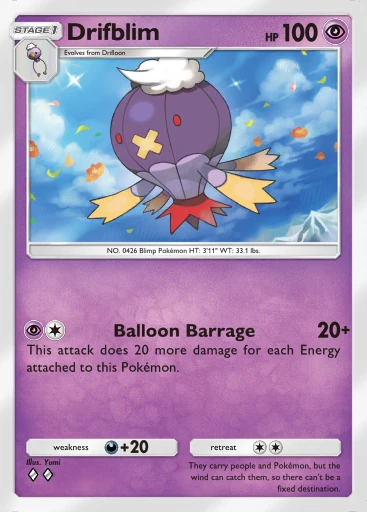 STAGE 1
Drifblim
HP 100
Evolves from Drifloon
NO. 0426 Blimp Pokémon HT: 3'11" WT: 33.1 lbs.
Balloon Barrage 20+
This attack does 20 more damage for each Energy
attached to this Pokémon.
weakness +20 retreat
Illus. Yumi
They carry people and Pokémon, but the
wind can catch them, so there can't be a
fixed destination.